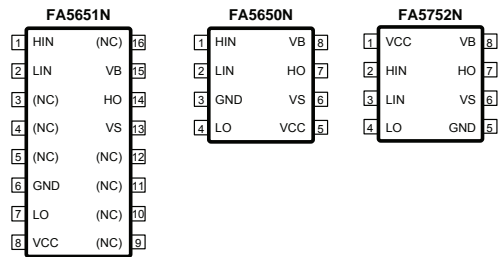 FA5651N FA5650N FA5752N
1 HIN (NC) 16 1 HIN VB 8 1 VCC VB 8
2 LIN VB 15 2 LIN HO 7 2 HIN HO 7
3 (NC) HO 14 3 GND VS 6 3 LIN VS 6
4 (NC) VS 13 4 LO VCC 5 4 LO GND 5
5 (NC) (NC) 12
6 GND (NC) 11
7 LO (NC) 10
8 VCC (NC) 9